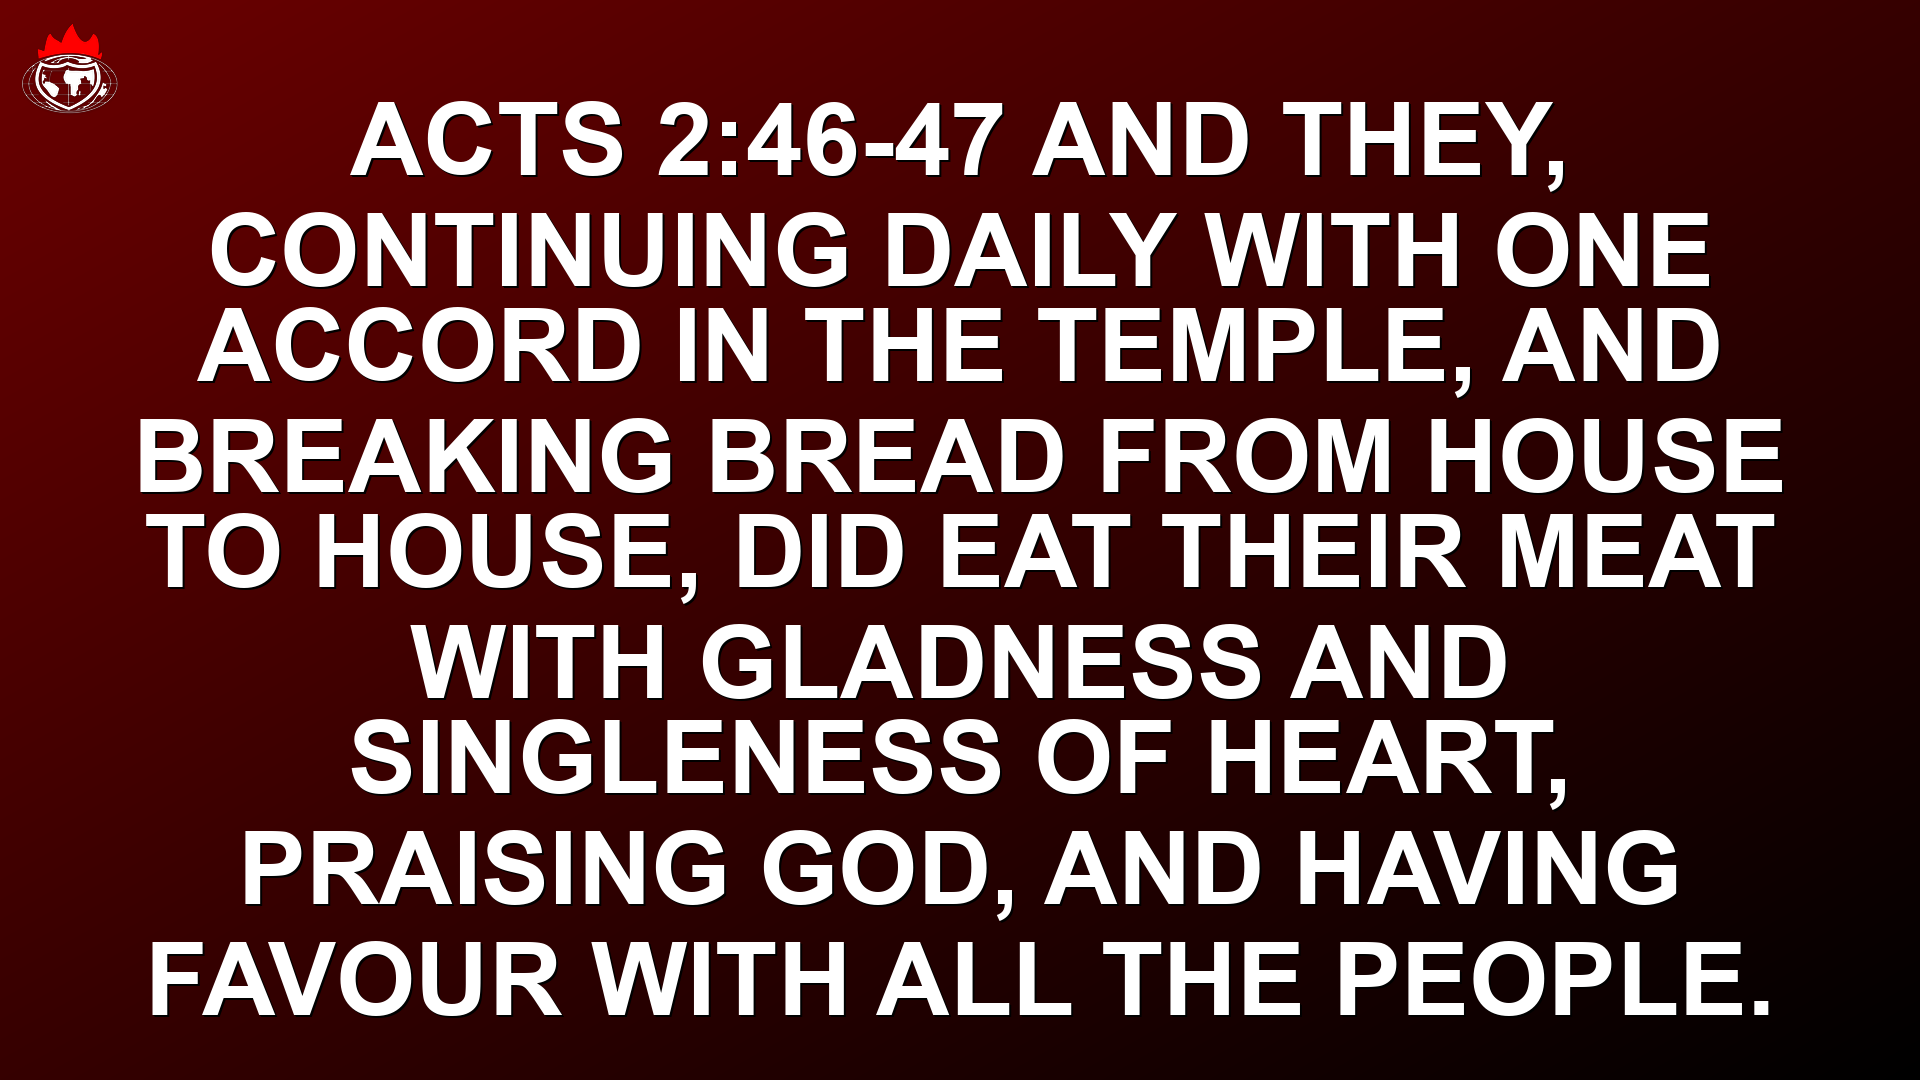 ACTS 2:46-47 AND THEY,
CONTINUING DAILY WITH ONE
ACCORD IN THE TEMPLE, AND
BREAKING BREAD FROM HOUSE
TO HOUSE, DID EAT THEIR MEAT
WITH GLADNESS AND
SINGLENESS OF HEART,
PRAISING GOD, AND HAVING
FAVOUR WITH ALL THE PEOPLE.